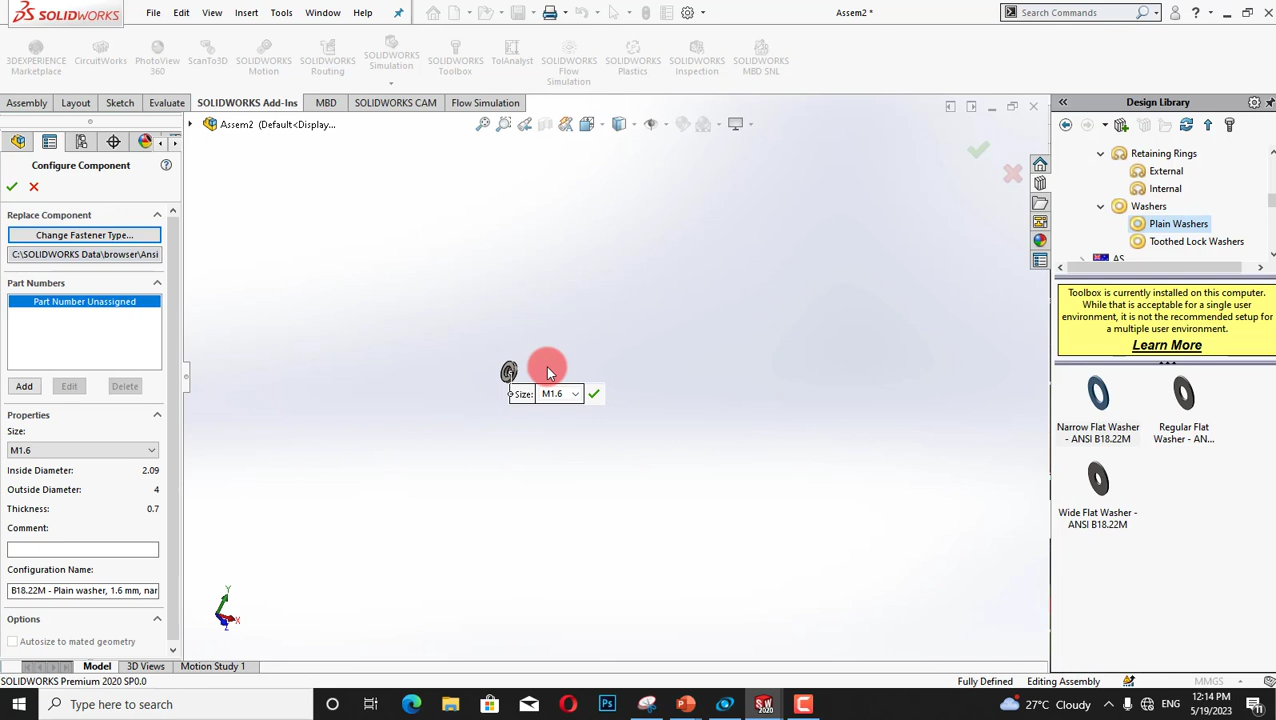 SOLIDWORKS
File
Edit
View
Insert
Tools
Window
Help
Assem2 *
Search Commands
3DEXPERIENCE
Marketplace
CircuitWorks
PhotoView
360
ScanTo3D
SOLIDWORKS
Motion
SOLIDWORKS
Routing
SOLIDWORKS
Simulation
SOLIDWORKS
Toolbox
TolAnalyst
SOLIDWORKS
Flow
Simulation
SOLIDWORKS
Plastics
SOLIDWORKS
Inspection
SOLIDWORKS
MBD SNL
Assembly
Layout
Sketch
Evaluate
SOLIDWORKS Add-Ins
MBD
SOLIDWORKS CAM
Flow Simulation
Design Library
Assem2 (Default<Display...
Configure Component
Replace Component
Change Fastener Type...
C:\SOLIDWORKS Data\browser\Ansi
Part Numbers
Part Number Unassigned
Add
Edit
Delete
Properties
Size:
M1.6
Inside Diameter: 2.09
Outside Diameter: 4
Thickness: 0.7
Comment:
Configuration Name:
B18.22M - Plain washer, 1.6 mm, nar
Options
Autosize to mated geometry
Size: M1.6
Y
X
Z
Retaining Rings
External
Internal
Washers
Plain Washers
Toothed Lock Washers
AS
Toolbox is currently installed on this computer.
While that is acceptable for a single user
environment, it is not the recommended setup for
a multiple user environment.
Learn More
Narrow Flat Washer
- ANSI B18.22M
Regular Flat
Washer - AN...
Wide Flat Washer -
ANSI B18.22M
Model
3D Views
Motion Study 1
SOLIDWORKS Premium 2020 SP0.0
Fully Defined
Editing Assembly
MMGS
Type here to search
27°C Cloudy
ENG
12:14 PM
5/19/2023